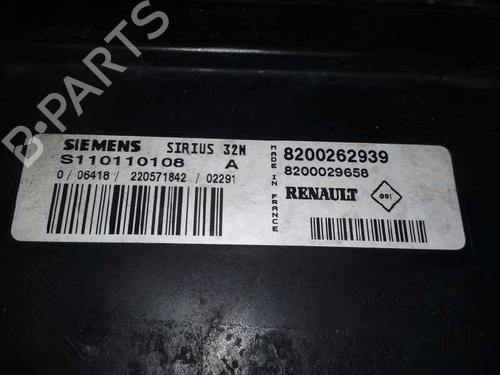 SIEMENS SIRIUS 32N
S110110108 A
0 / 06418 / 220571842 / 02291
MADE IN FRANCE
8200262939
8200029658
RENAULT
001
B-PARTS